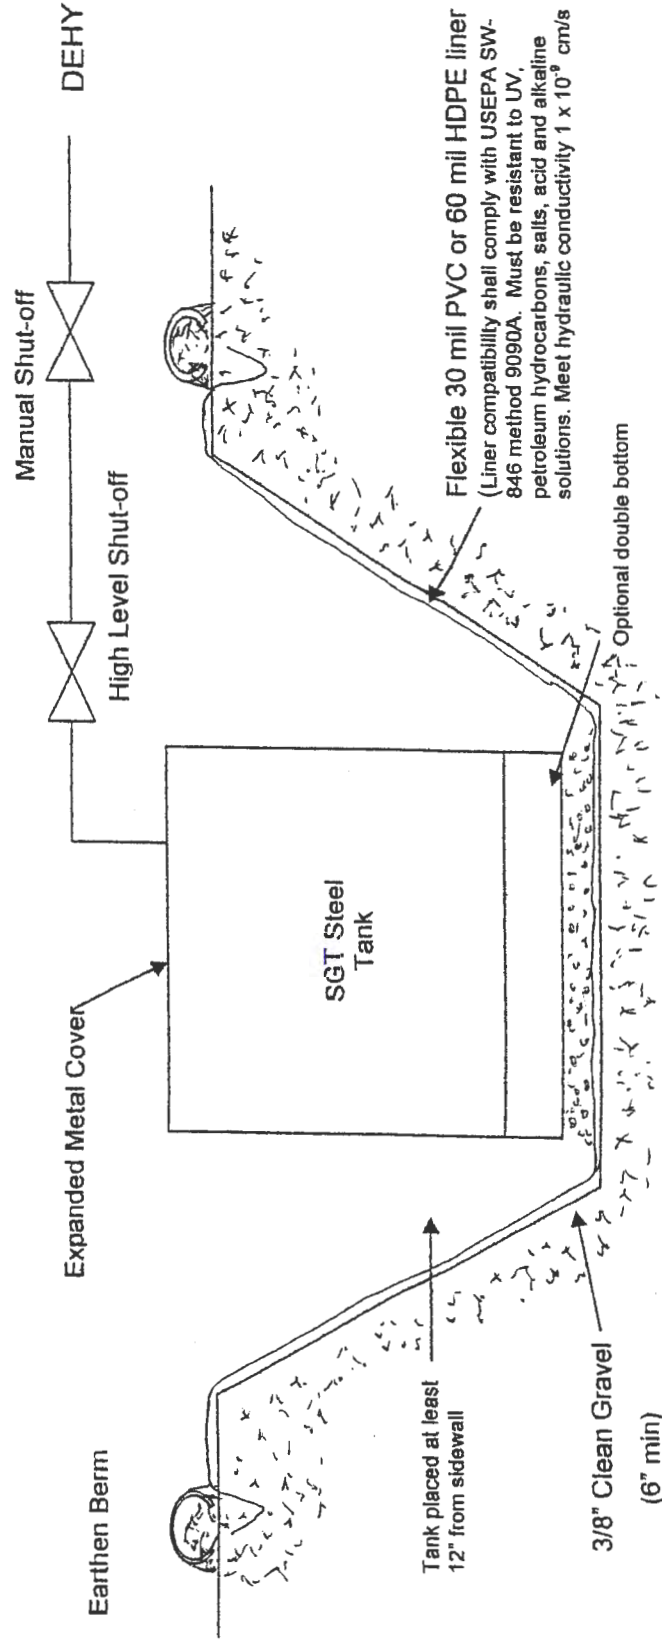 DEHY
Manual Shut-off
High Level Shut-off
Expanded Metal Cover
Earthen Berm
SGT Steel
Tank
Flexible 30 mil PVC or 60 mil HDPE liner
(Liner compatibility shall comply with USEPA SW-
846 method 9090A. Must be resistant to UV,
petroleum hydrocarbons, salts, acid and alkaline
solutions. Meet hydraulic conductivity 1 x 10⁻⁹ cm/s
Optional double bottom
Tank placed at least
12" from sidewall
3/8" Clean Gravel
(6" min)